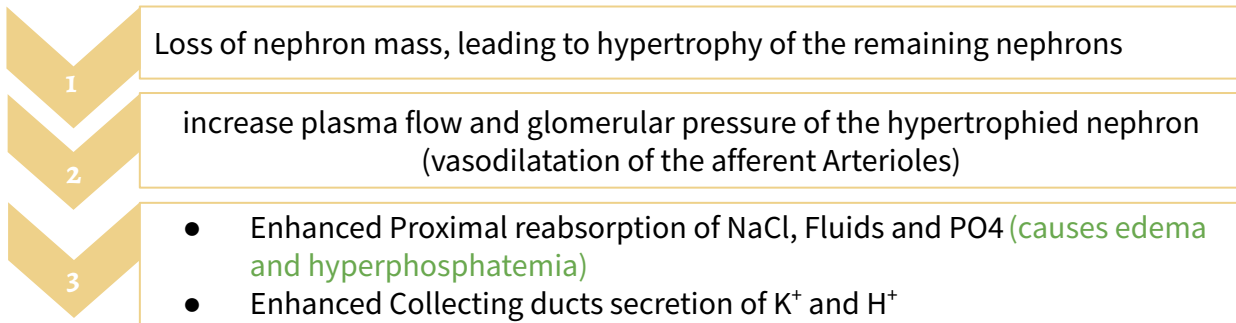 1
Loss of nephron mass, leading to hypertrophy of the remaining nephrons
2
increase plasma flow and glomerular pressure of the hypertrophied nephron
(vasodilatation of the afferent Arterioles)
3
● Enhanced Proximal reabsorption of NaCl, Fluids and PO4 (causes edema
and hyperphosphatemia)
● Enhanced Collecting ducts secretion of K⁺ and H⁺